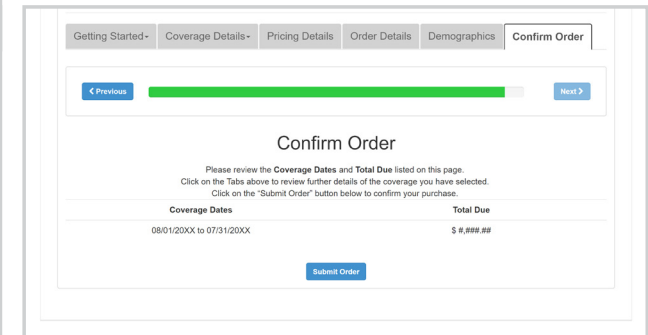 Getting Started Coverage Details Pricing Details Order Details Demographics Confirm Order
Previous Next
Confirm Order
Please review the Coverage Dates and Total Due listed on this page.
Click on the Tabs above to review further details of the coverage you have selected.
Click on the "Submit Order" button below to confirm your purchase.
Coverage Dates Total Due
08/01/20XX to 07/31/20XX $ #,###.##
Submit Order